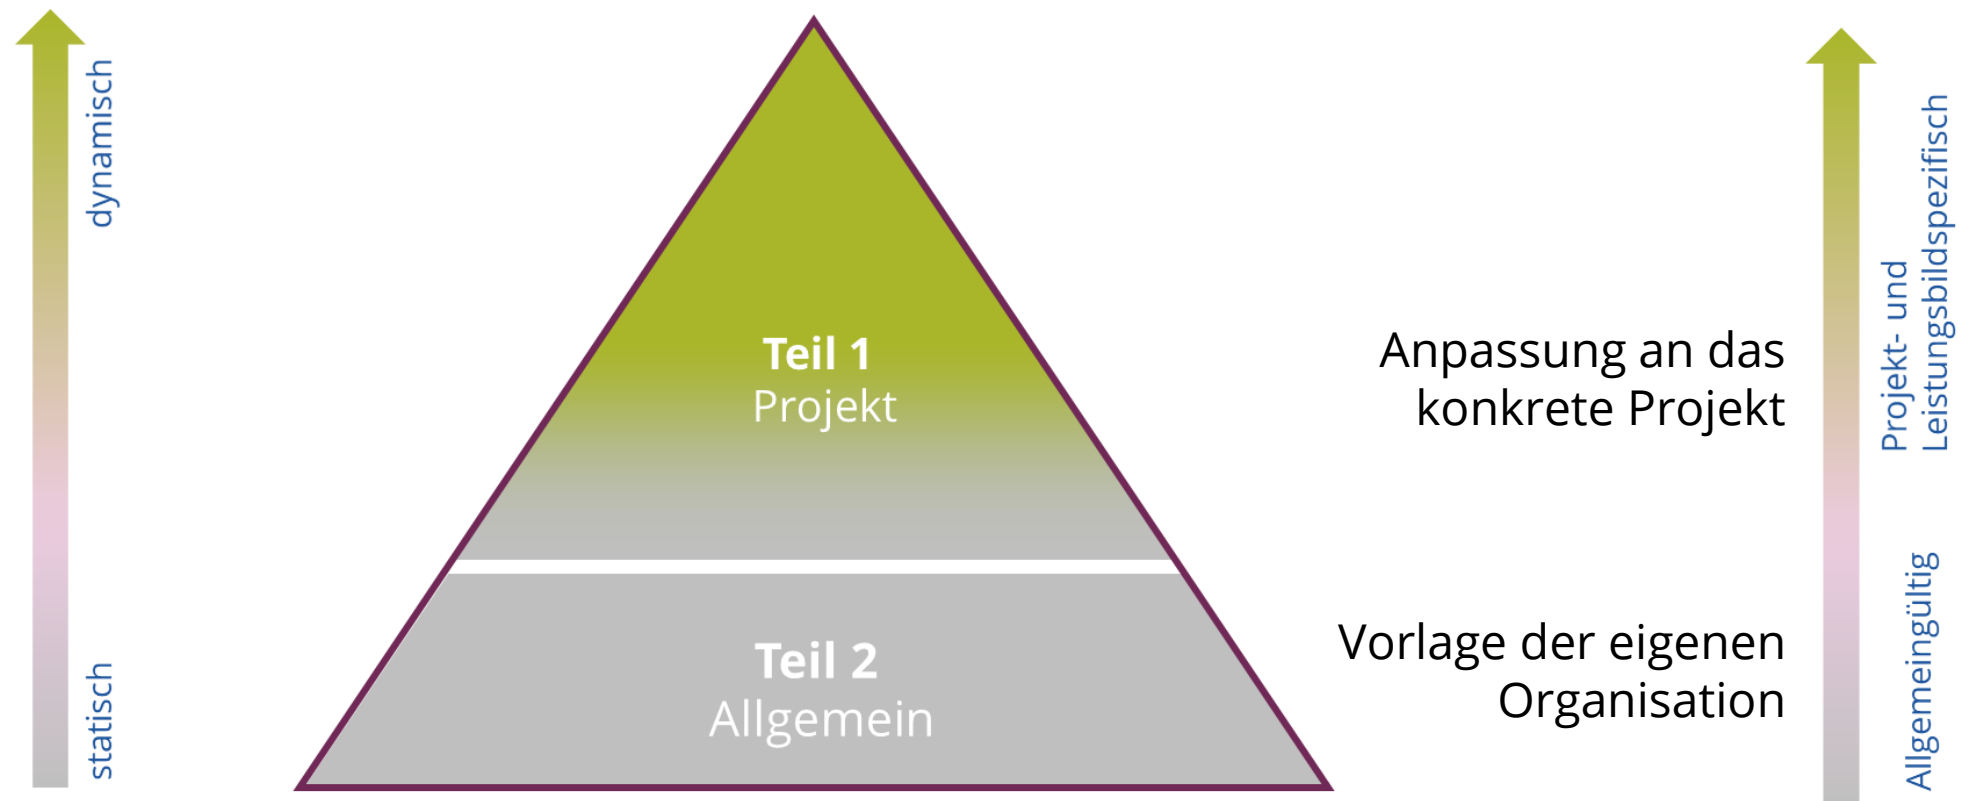 dynamisch
statisch
Teil 1
Projekt
Teil 2
Allgemein
Anpassung an das
konkrete Projekt
Vorlage der eigenen
Organisation
Projekt- und
Leistungsbildspezifisch
Allgemeingültig